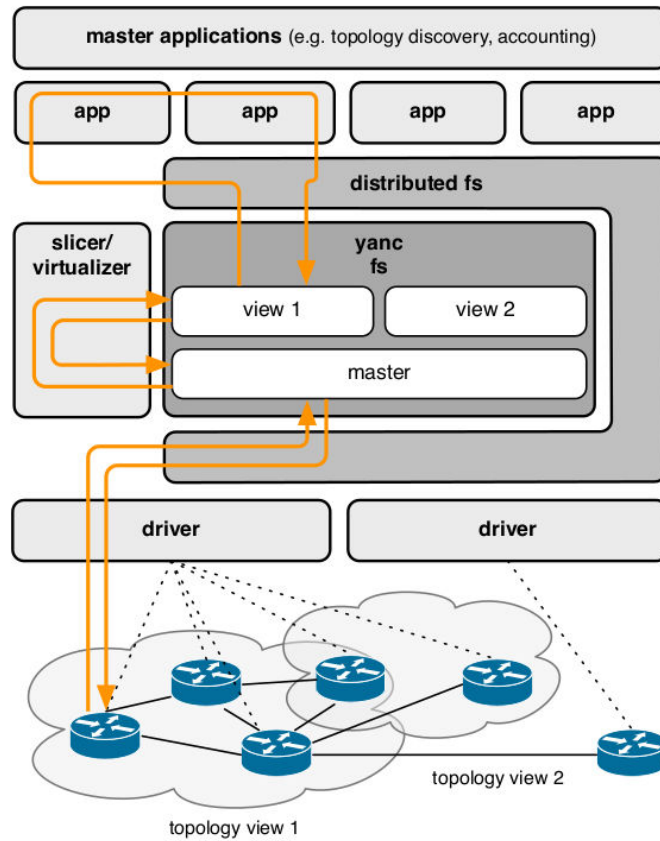 master applications (e.g. topology discovery, accounting)
app
app
app
app
distributed fs
slicer/
virtualizer
yanc
fs
view 1
view 2
master
driver
driver
topology view 2
topology view 1